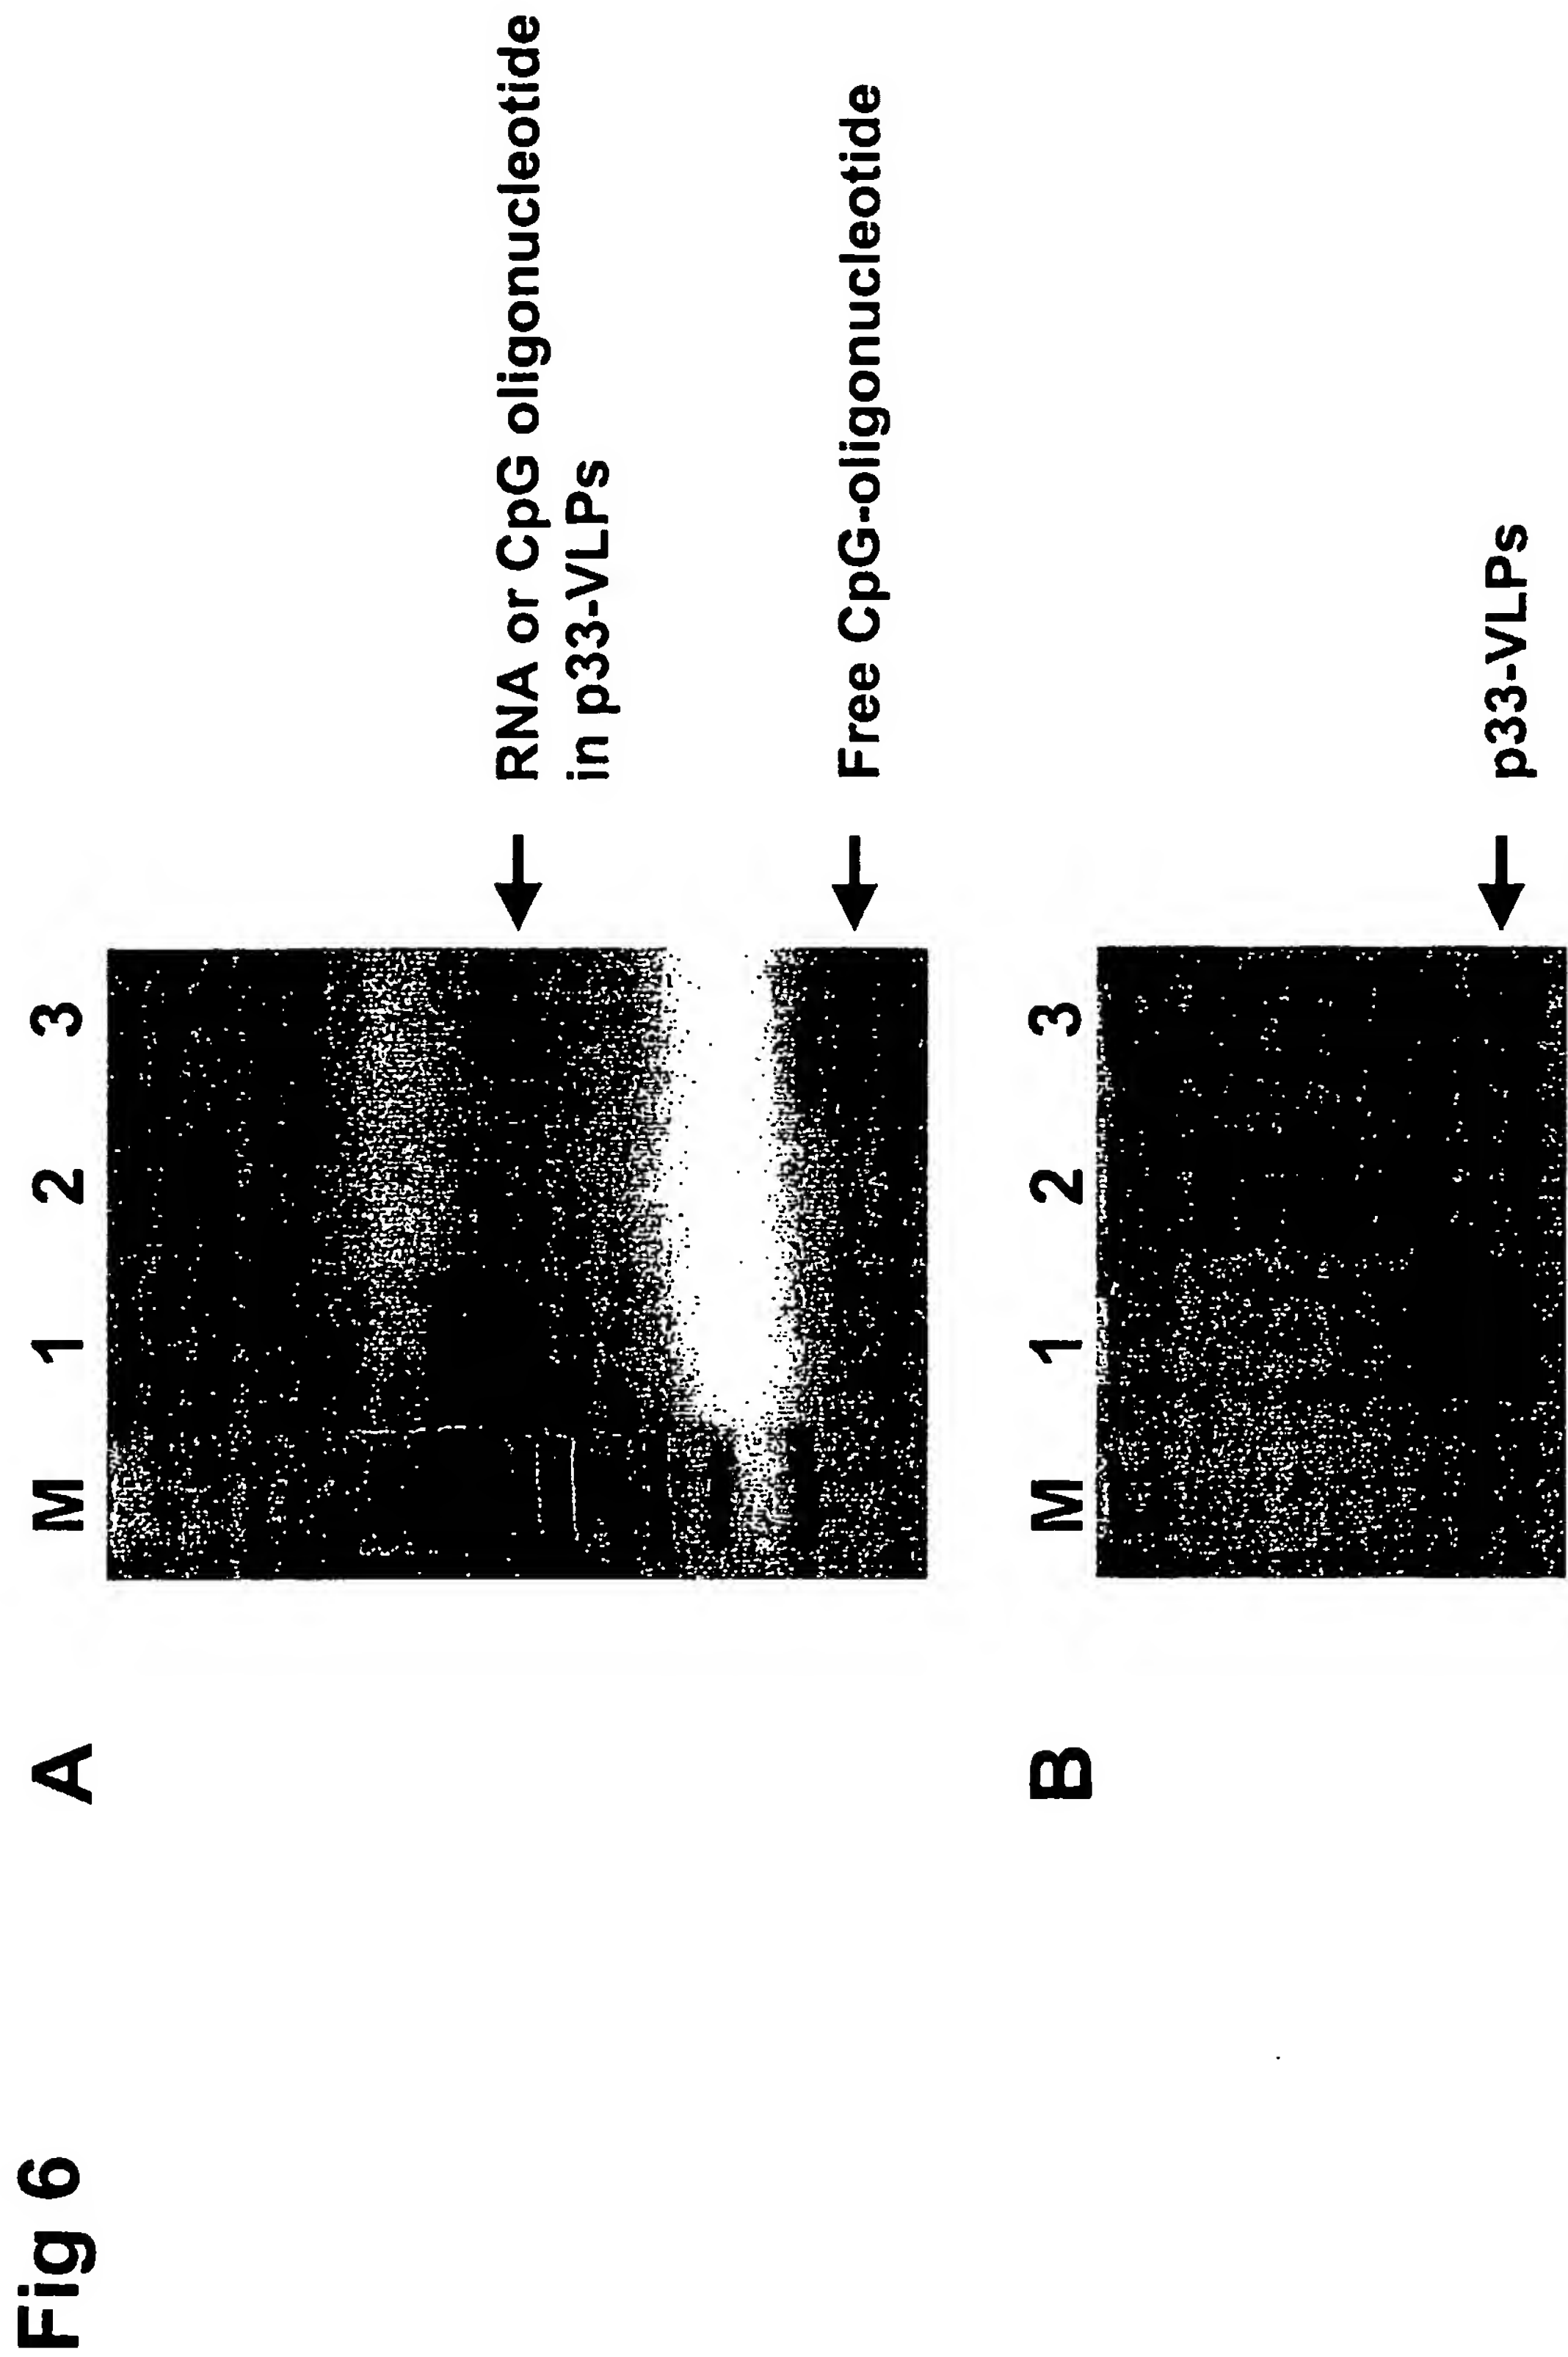 Fig 6
A
M 1 2 3
RNA or CpG oligonucleotide
in p33-VLPs
Free CpG-oligonucleotide
B
M 1 2 3
p33-VLPs